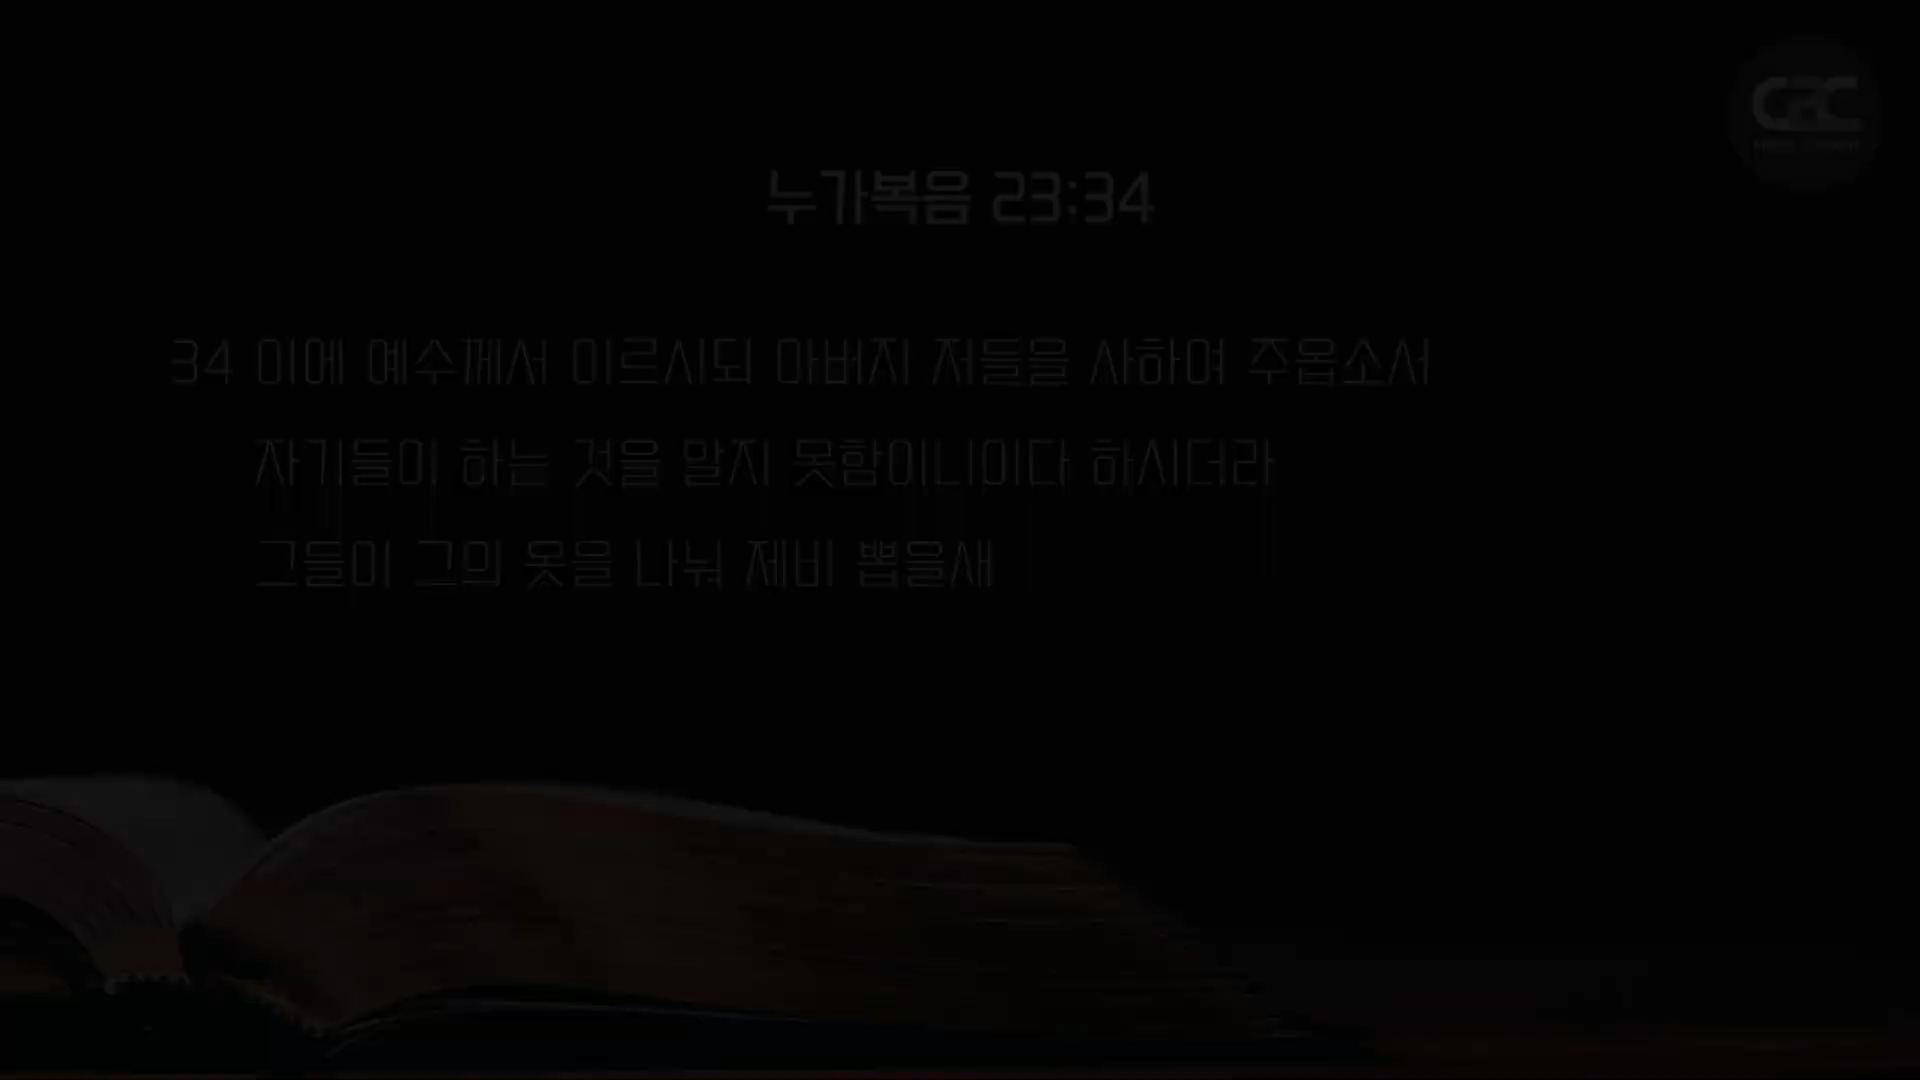 GBC
누가복음 23:34
34 이에 예수께서 이르시되 아버지 저들을 사하여 주옵소서
자기들이 하는 것을 알지 못함이니이다 하시더라
그들이 그의 옷을 나눠 제비 뽑을새